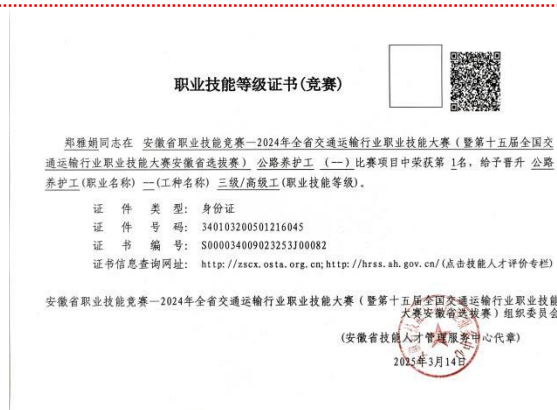 职业技能等级证书(竞赛)
郑雅娟同志在 安徽省职业技能竞赛—2024年全省交通运输行业职业技能大赛(暨第十五届全国交
通运输行业职业技能大赛安徽省选拔赛) 公路养护工 (--)比赛项目中荣获第 1名,给予晋升 公路
养护工(职业名称) --(工种名称) 三级/高级工(职业技能等级)。
证 件 类 型: 身份证
证 件 号 码: 340103200501216045
证 书 编 号: S000034009023253J00082
证书信息查询网址: http://zscx.osta.org.cn;http://hrss.ah.gov.cn/(点击技能人才评价专栏)
安徽省职业技能竞赛—2024年全省交通运输行业职业技能大赛(暨第十五届全国交通运输行业职业技能
大赛安徽省选拔赛)组织委员会
(安徽省技能人才管理服务中心代章)
2025年3月14日